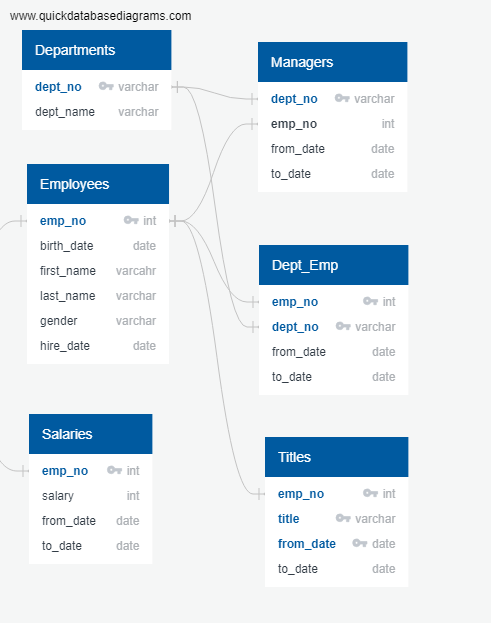 www.quickdatabasediagrams.com
Departments
dept_no varchar
dept_name varchar
Managers
dept_no varchar
emp_no int
from_date date
to_date date
Employees
emp_no int
birth_date date
first_name varcahr
last_name varchar
gender varchar
hire_date date
Dept_Emp
emp_no int
dept_no varchar
from_date date
to_date date
Salaries
emp_no int
salary int
from_date date
to_date date
Titles
emp_no int
title varchar
from_date date
to_date date